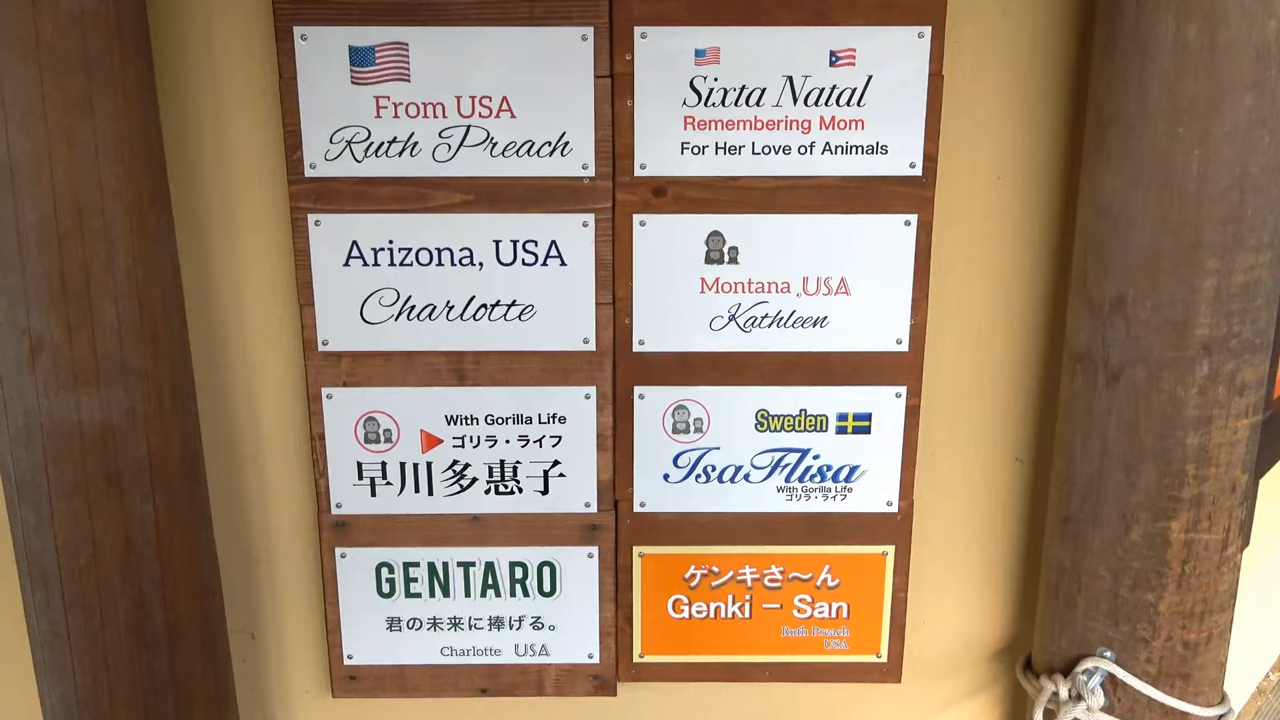 From USA
Ruth Preach
Sixta Natal
Remembering Mom
For Her Love of Animals
Arizona, USA
Charlotte
Montana ,USA
Kathleen
With Gorilla Life
ゴリラ・ライフ
早川多惠子
Sweden
IsaFlisa
With Gorilla Life
ゴリラ・ライフ
GENTARO
君の未来に捧げる。
Charlotte USA
ゲンキさ〜ん
Genki − San
Ruth Preach
USA